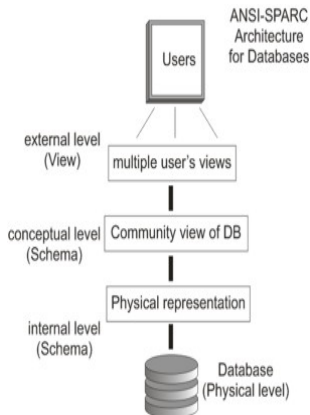 ANSI-SPARC
Architecture
for Databases
Users
external level
(View)
multiple user's views
conceptual level
(Schema)
Community view of DB
Physical representation
internal level
(Schema)
Database
(Physical level)